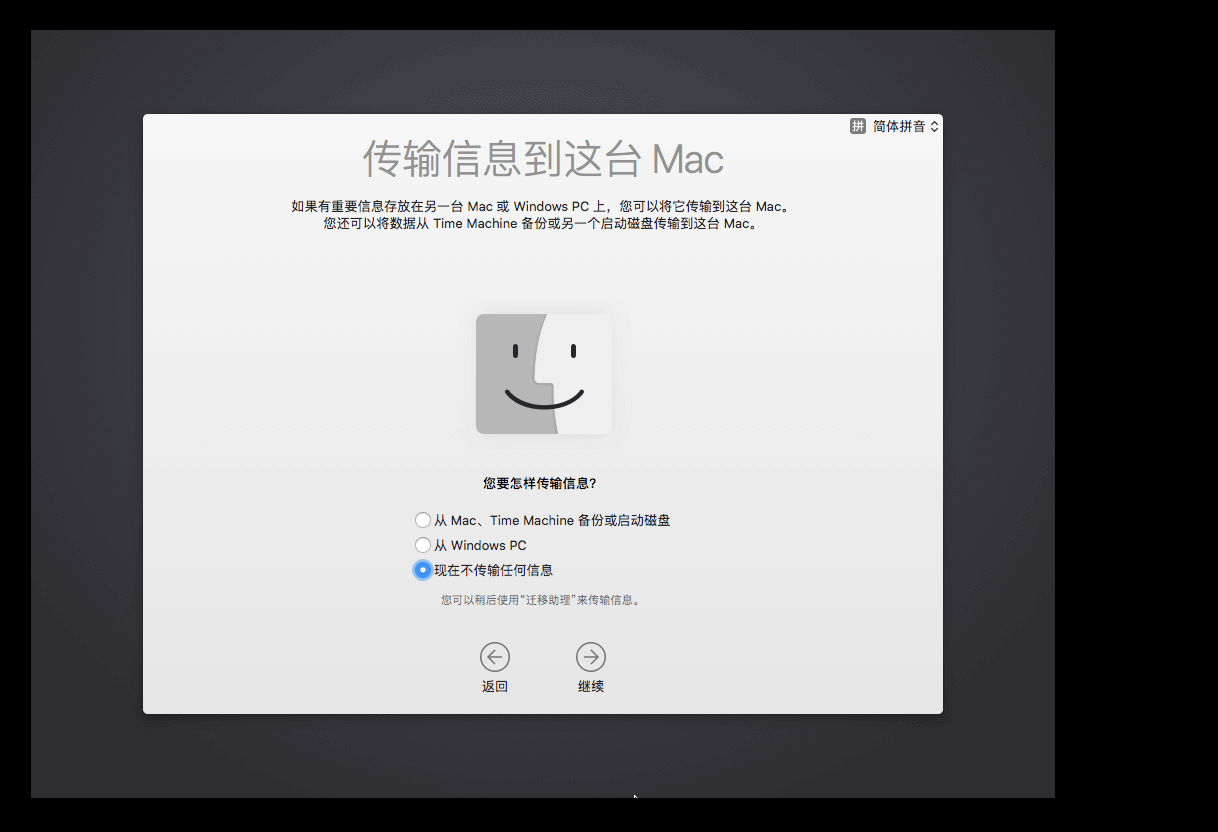 拼 简体拼音
传输信息到这台 Mac
如果有重要信息存放在另一台 Mac 或 Windows PC 上，您可以将它传输到这台 Mac。
您还可以将数据从 Time Machine 备份或另一个启动磁盘传输到这台 Mac。
您要怎样传输信息?
从 Mac、Time Machine 备份或启动磁盘
从 Windows PC
现在不传输任何信息
您可以稍后使用“迁移助理”来传输信息。
返回 继续